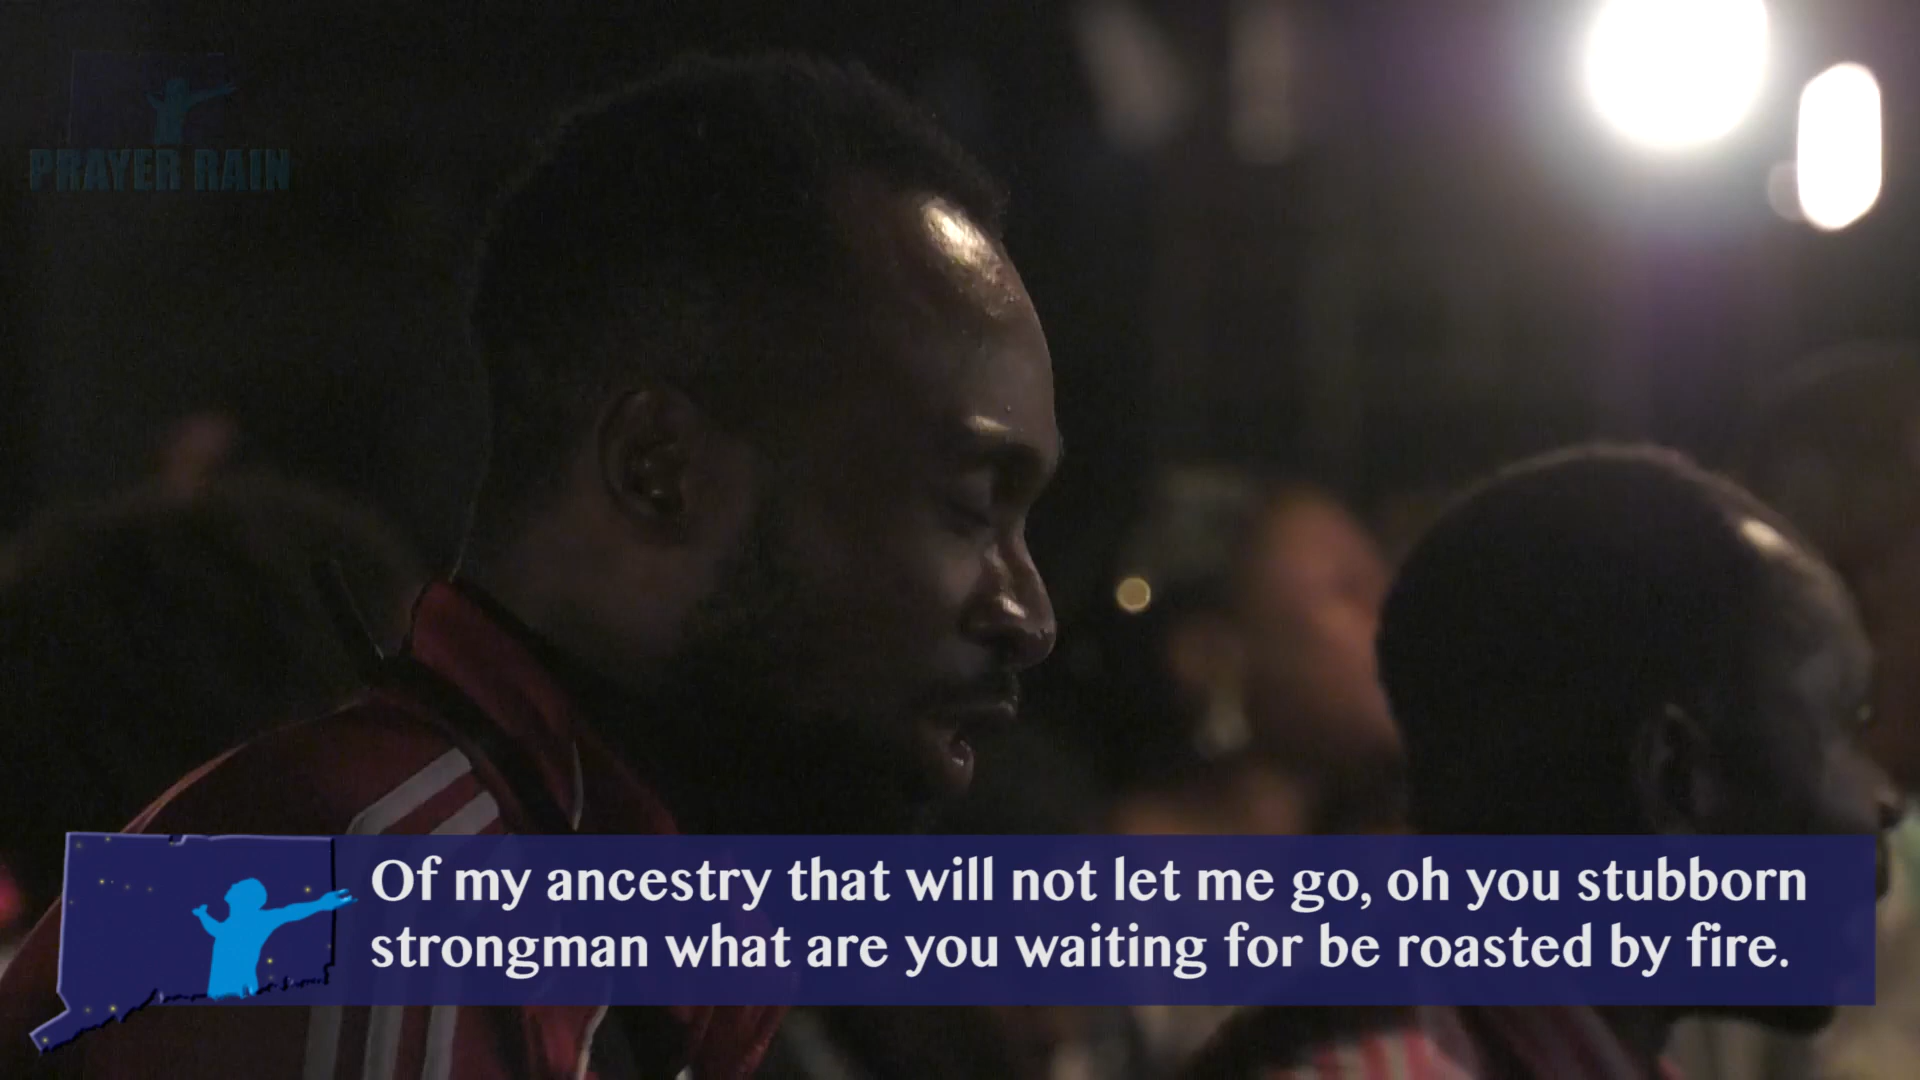 PRAYER RAIN
Of my ancestry that will not let me go, oh you stubborn
strongman what are you waiting for be roasted by fire.